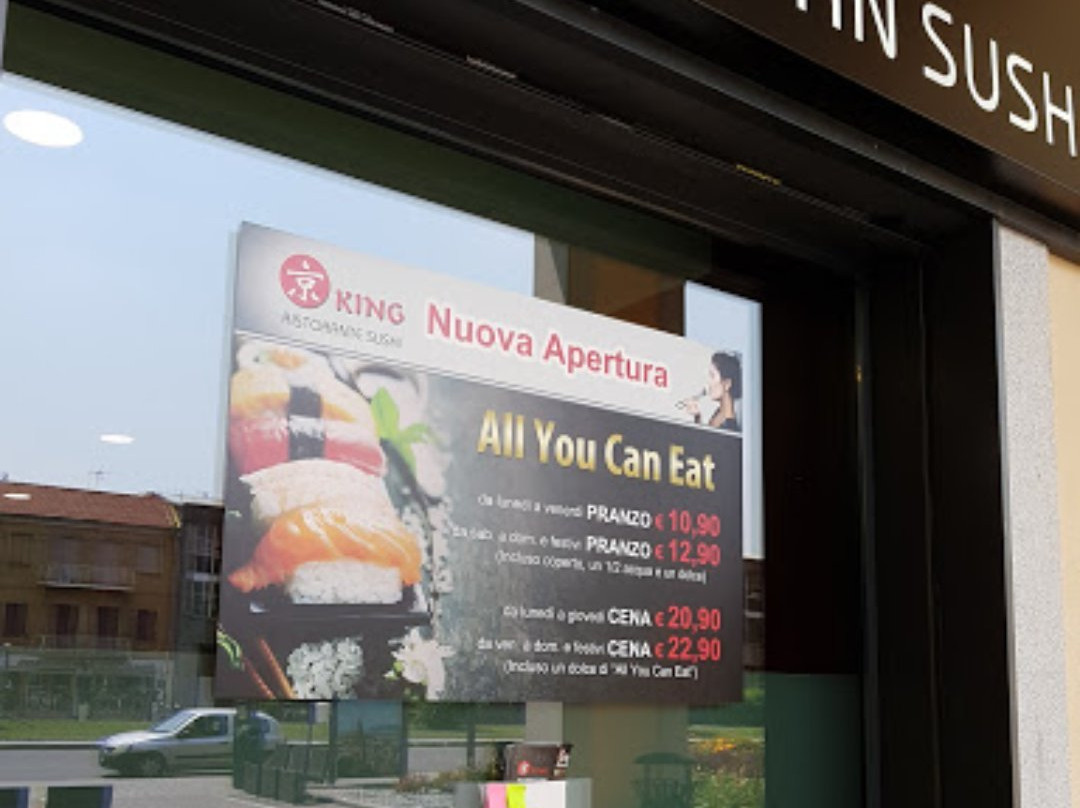 AN SUSH
京 KING
RISTORANTE SUSHI
Nuova Apertura
All You Can Eat
da lunedì a venerdì PRANZO € 10,90
da sab. a dom. e festivi PRANZO € 12,90
(Incluso coperto, un 1/2 acqua e un dolce)
da lunedì a giovedì CENA € 20,90
da ven. a dom. e festivi CENA € 22,90
(Incluso un dolce di "All You Can Eat")